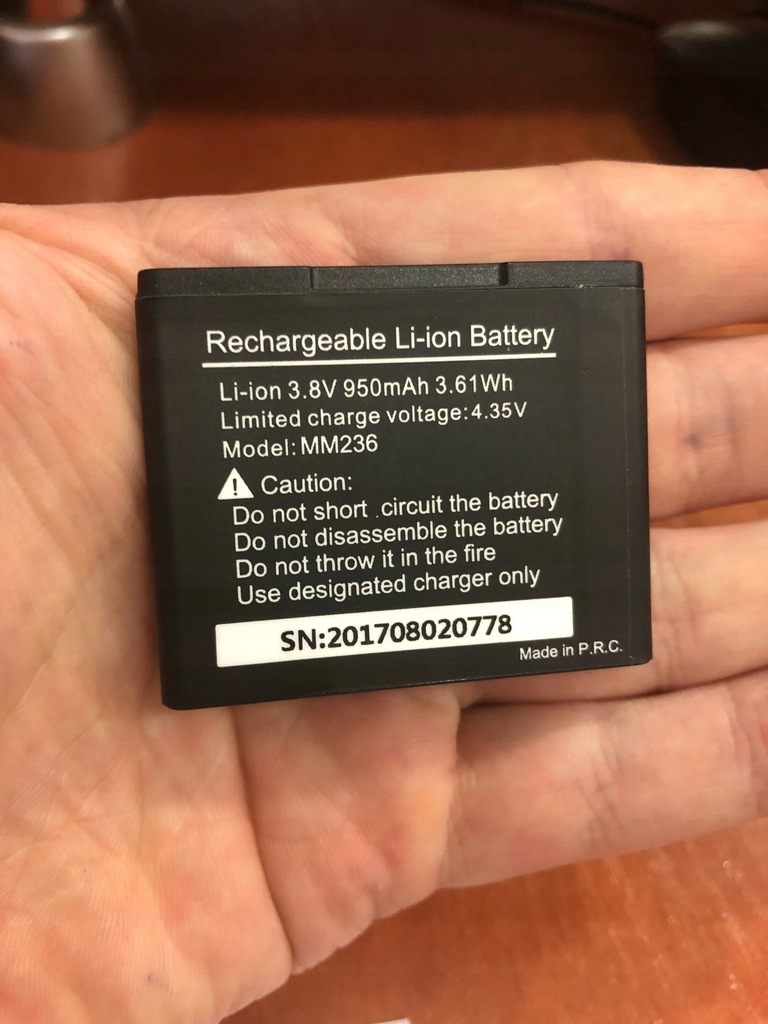 Rechargeable Li-ion Battery
Li-ion 3.8V 950mAh 3.61Wh
Limited charge voltage:4.35V
Model:MM236
Caution:
Do not short circuit the battery
Do not disassemble the battery
Do not throw it in the fire
Use designated charger only
SN:201708020778
Made in P.R.C.